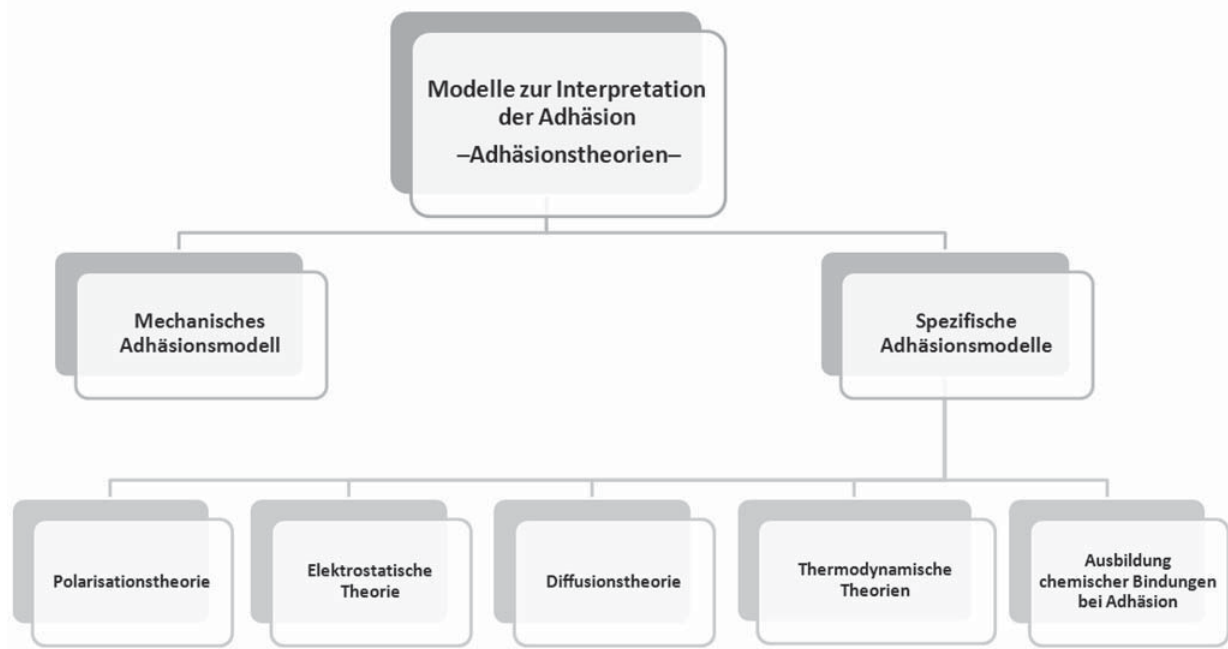 Modelle zur Interpretation
der Adhäsion
–Adhäsionstheorien–
Mechanisches
Adhäsionsmodell
Spezifische
Adhäsionsmodelle
Polarisationstheorie
Elektrostatische
Theorie
Diffusionstheorie
Thermodynamische
Theorien
Ausbildung
chemischer Bindungen
bei Adhäsion